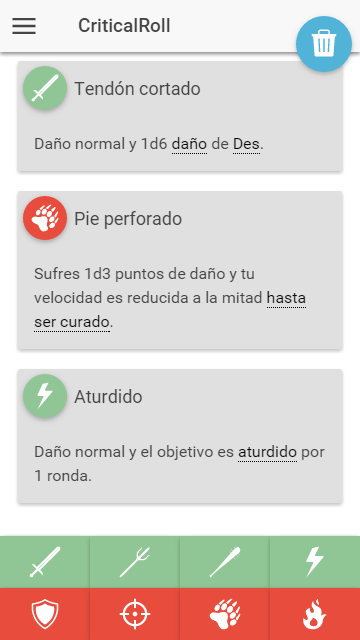 CriticalRoll
Tendón cortado
Daño normal y 1d6 daño de Des.
Pie perforado
Sufres 1d3 puntos de daño y tu
velocidad es reducida a la mitad hasta
ser curado.
Aturdido
Daño normal y el objetivo es aturdido por
1 ronda.